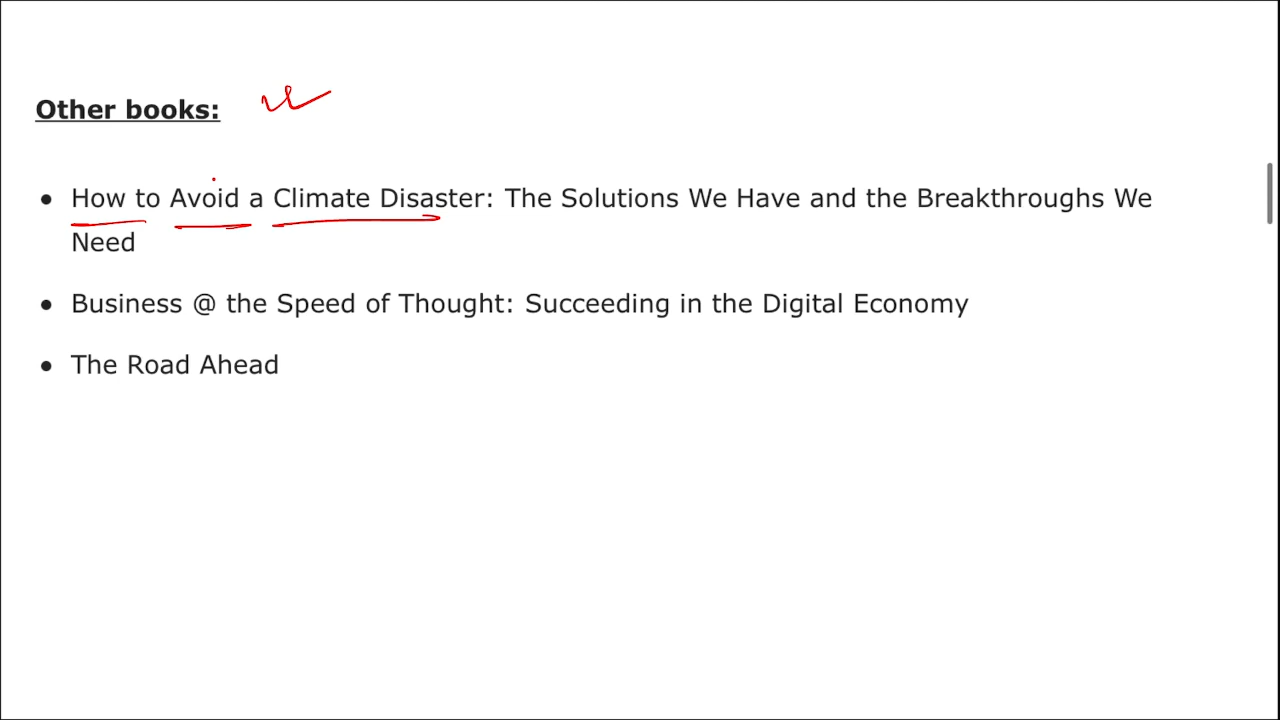 Other books:
● How to Avoid a Climate Disaster: The Solutions We Have and the Breakthroughs We
Need
● Business @ the Speed of Thought: Succeeding in the Digital Economy
● The Road Ahead